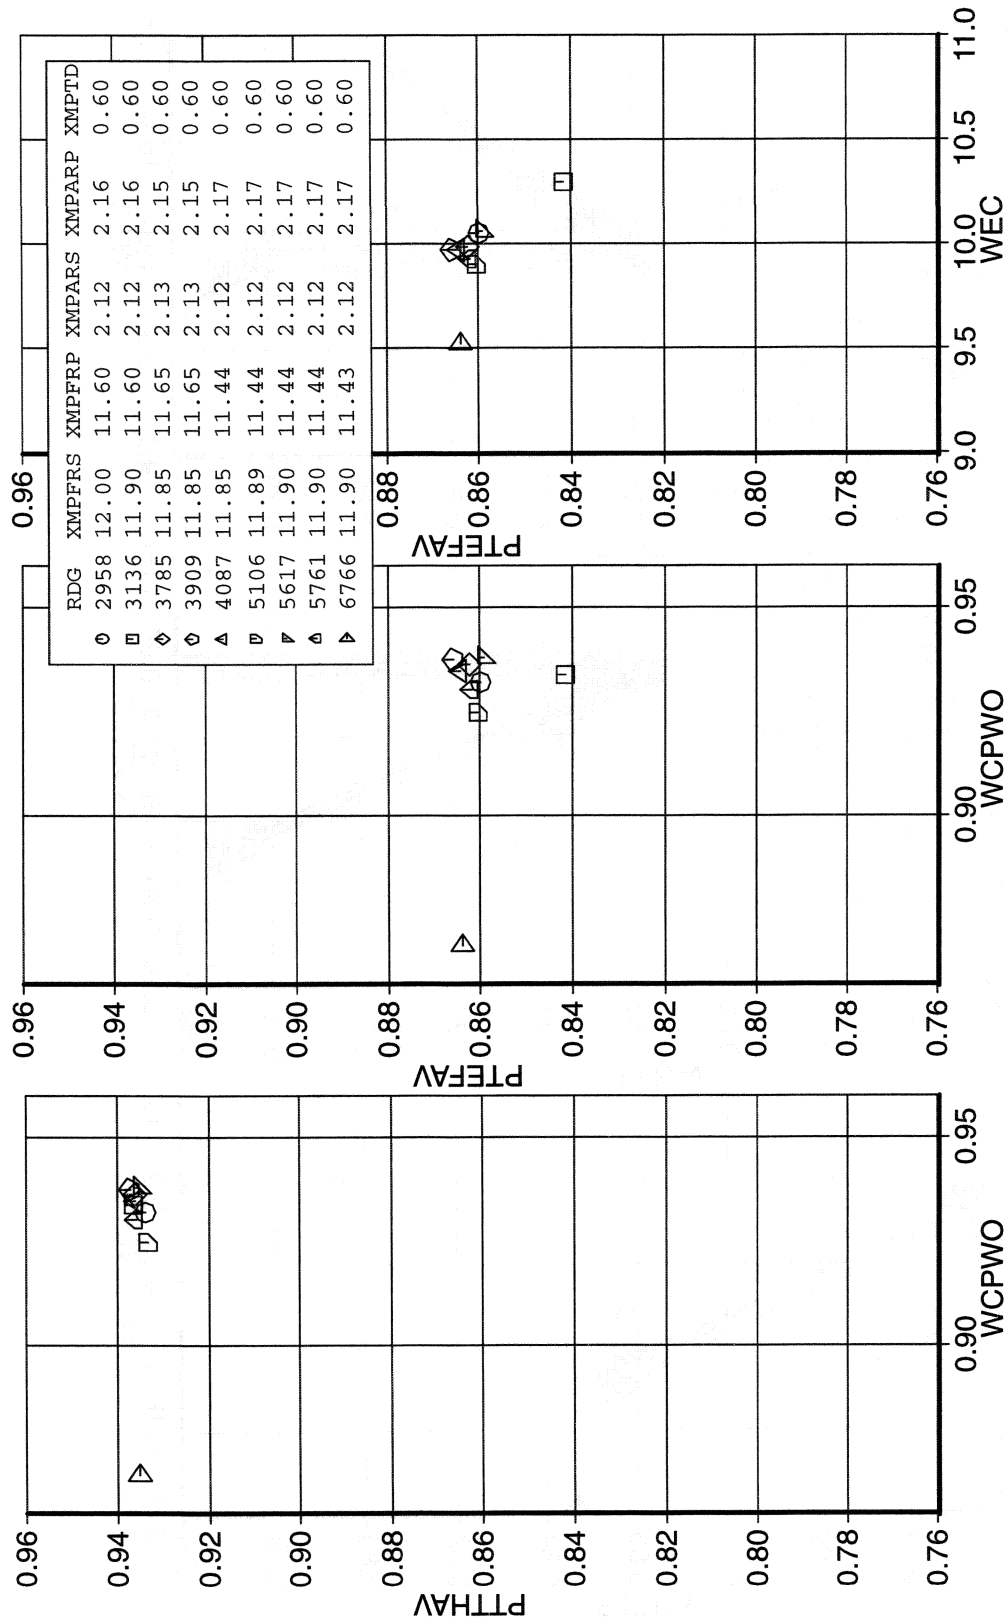 RDG XMPFRS XMPFRP XMPARS XMPARP XMPTD
2958 12.00 11.60 2.12 2.16 0.60
3136 11.90 11.60 2.12 2.16 0.60
3785 11.85 11.65 2.13 2.15 0.60
3909 11.85 11.65 2.13 2.15 0.60
4087 11.85 11.44 2.12 2.17 0.60
5106 11.89 11.44 2.12 2.17 0.60
5617 11.90 11.44 2.12 2.17 0.60
5761 11.90 11.44 2.12 2.17 0.60
6766 11.90 11.43 2.12 2.17 0.60
PTTHAV
0.96
0.94
0.92
0.90
0.88
0.86
0.84
0.82
0.80
0.78
0.76
0.90 0.95
WCPWO
PTEFAV
0.96
0.94
0.92
0.90
0.88
0.86
0.84
0.82
0.80
0.78
0.76
0.90 0.95
WCPWO
PTEFAV
0.96
0.88
0.86
0.84
0.82
0.80
0.78
0.76
9.0 9.5 10.0 10.5 11.0
WEC